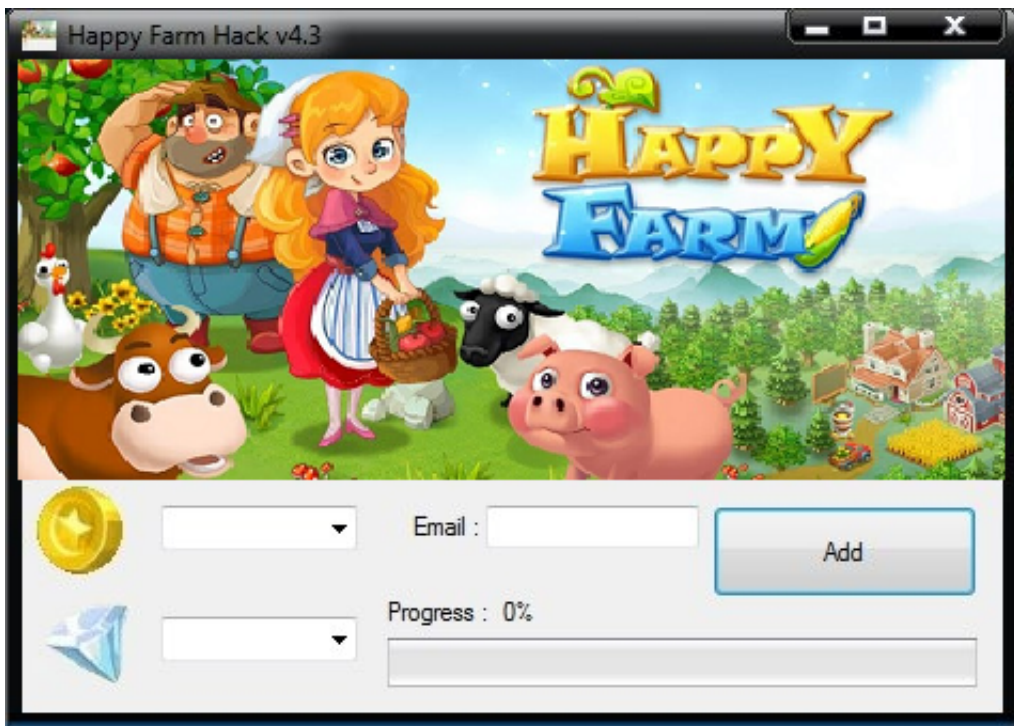 Happy Farm Hack v4.3
HAPPY
FARM
Email :
Add
Progress : 0%